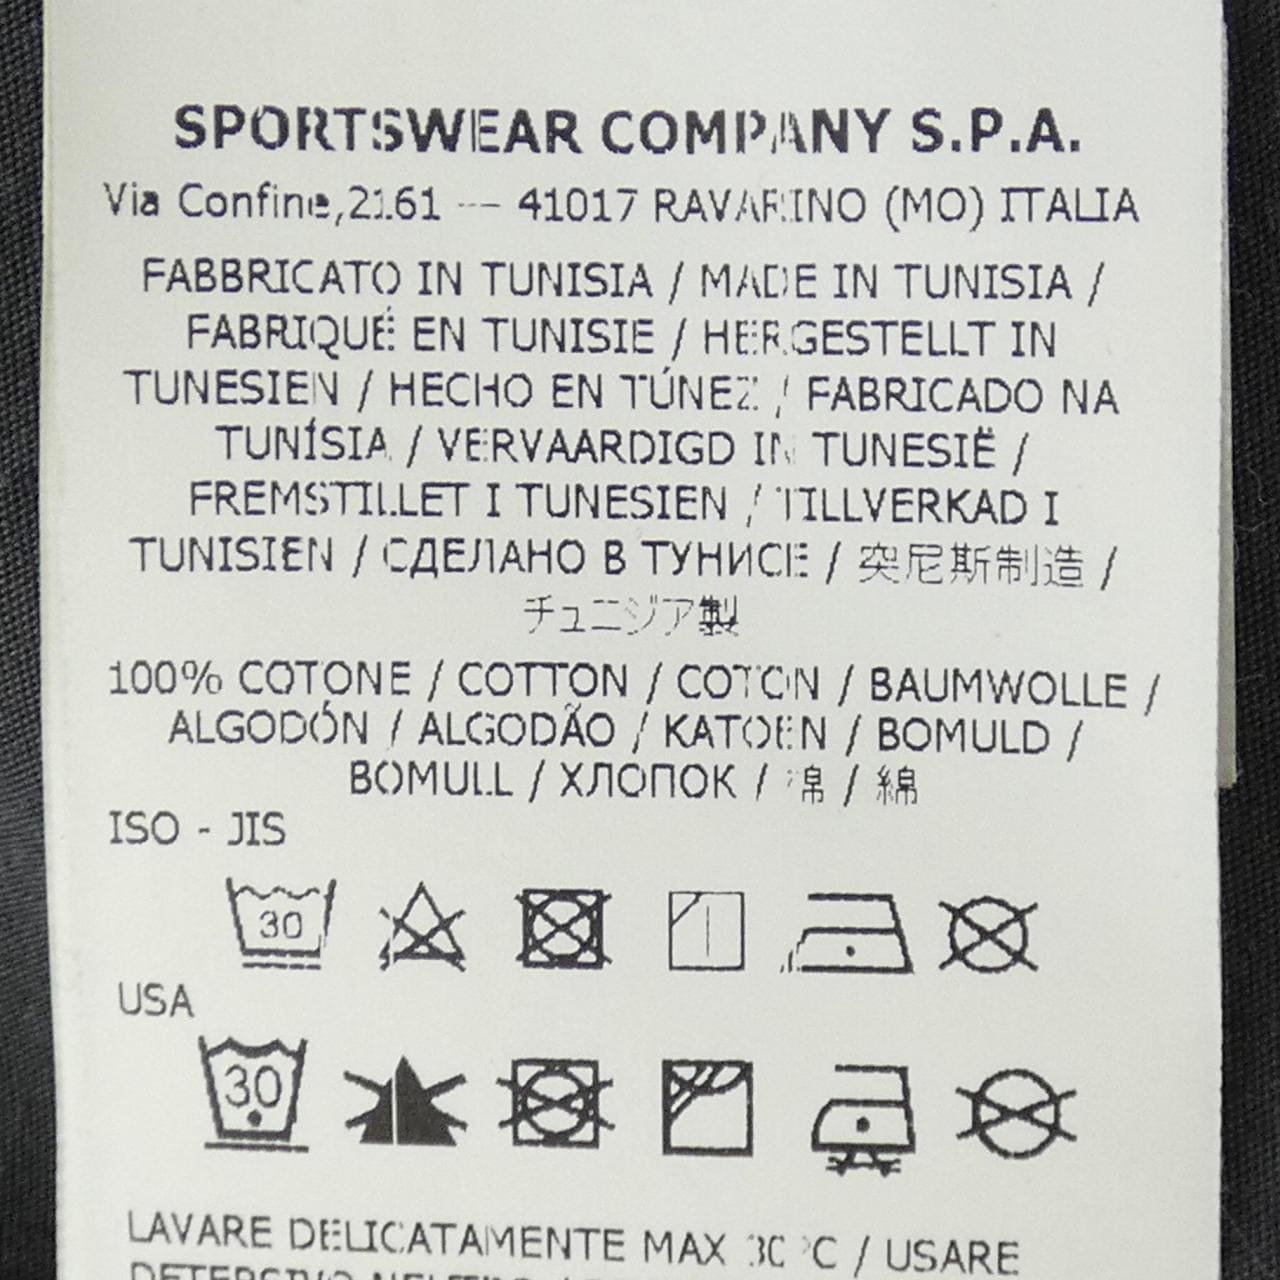 SPORTSWEAR COMPANY S.P.A.
Via Confine,2161 -- 41017 RAVARINO (MO) ITALIA
FABBRICATO IN TUNISIA / MADE IN TUNISIA /
FABRIQUÉ EN TUNISIE / HERGESTELLT IN
TUNESIEN / HECHO EN TÚNEZ / FABRICADO NA
TUNÍSIA / VERVAARDIGD IN TUNESIË /
FREMSTILLET I TUNESIEN / TILLVERKAD I
TUNISIEN / СДЕЛАНО В ТУНИСЕ / 突尼斯制造 /
チュニジア製
100% COTONE / COTTON / COTON / BAUMWOLLE /
ALGODÓN / ALGODÃO / KATOEN / BOMULD /
BOMULL / ХЛОПОК / 棉 / 綿
ISO - JIS
30
USA
30
LAVARE DELICATAMENTE MAX 30 °C / USARE